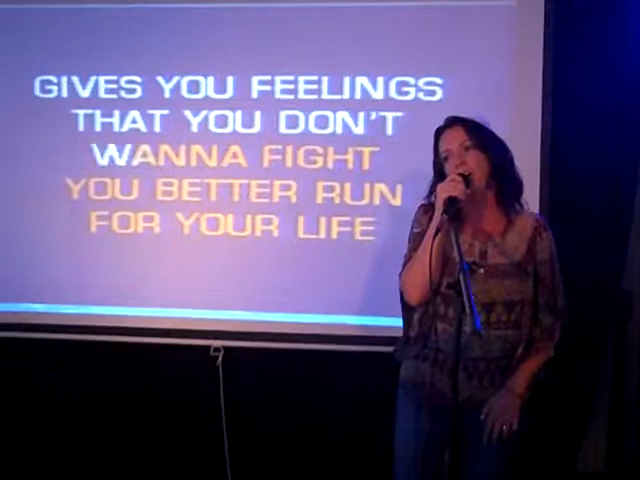 GIVES YOU FEELINGS
THAT YOU DON'T
WANNA FIGHT
YOU BETTER RUN
FOR YOUR LIFE